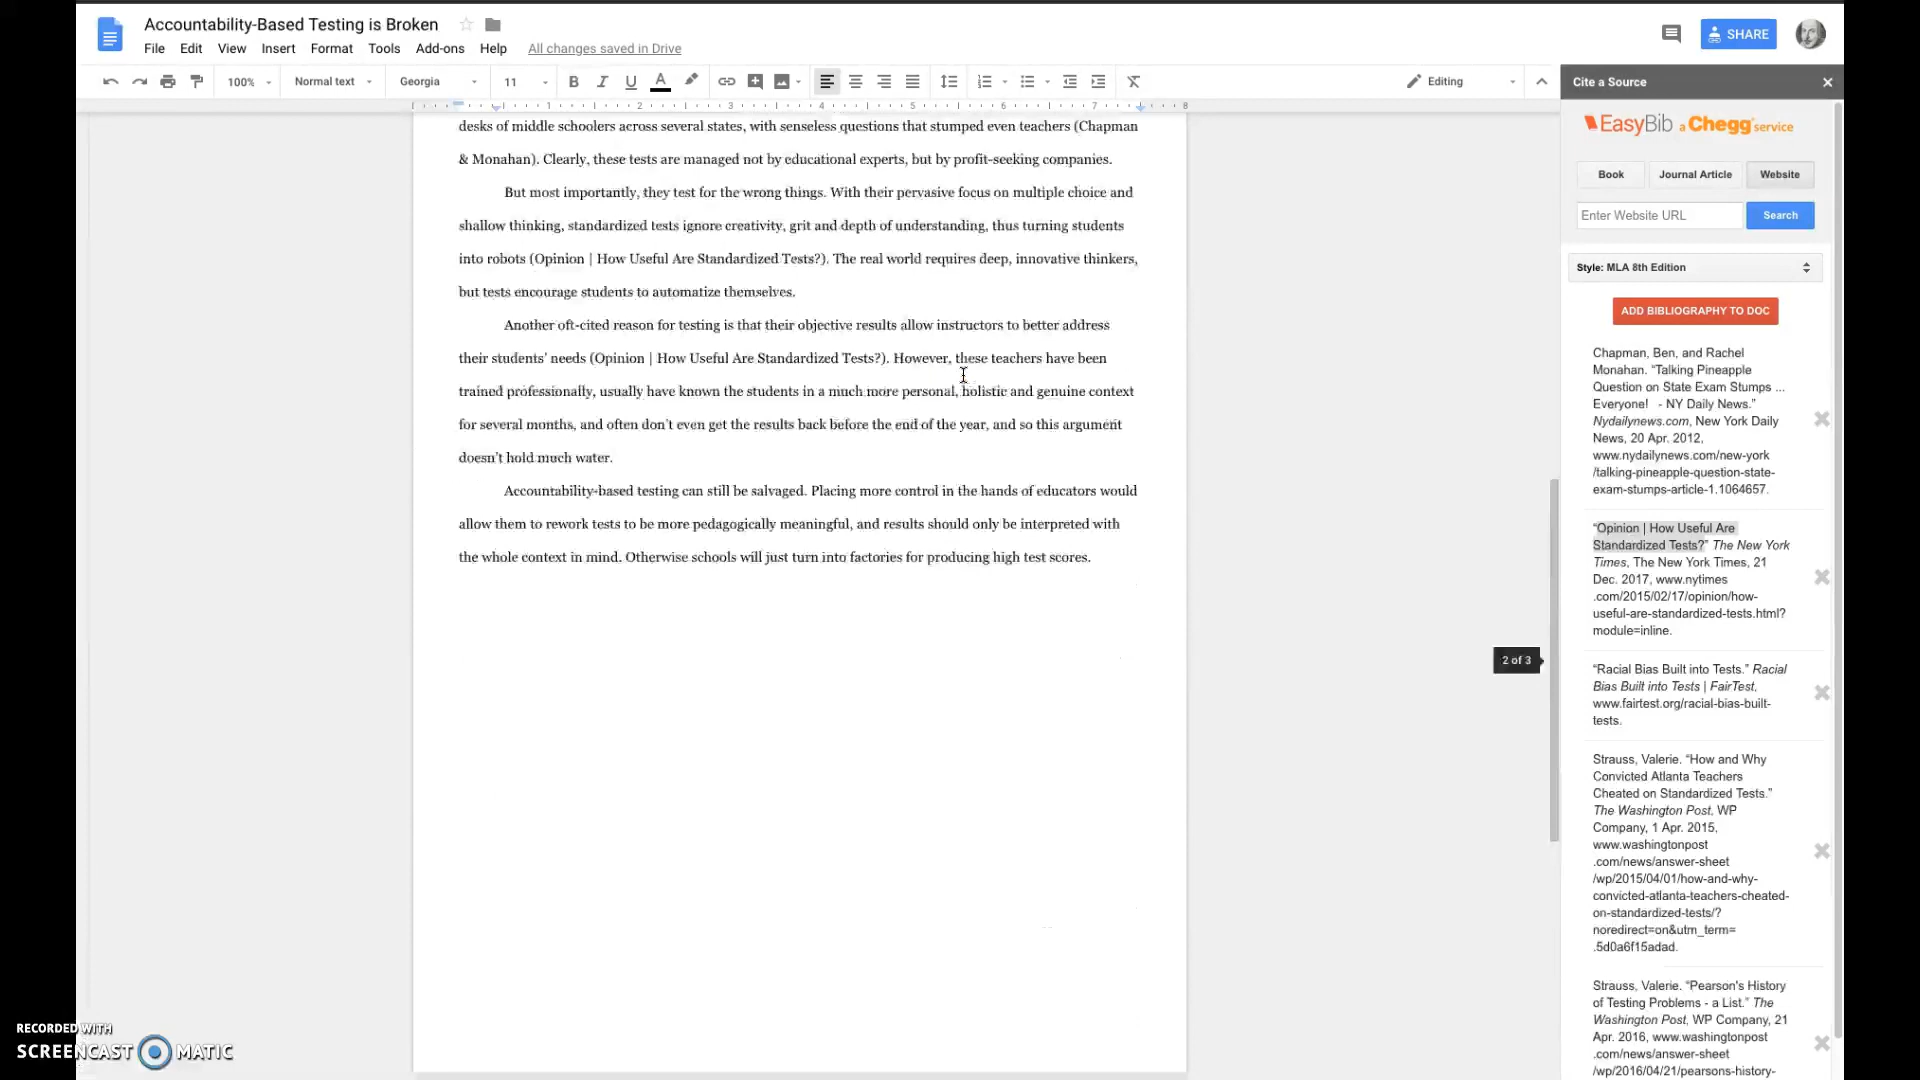 Accountability-Based Testing is Broken
File Edit View Insert Format Tools Add-ons Help All changes saved in Drive
SHARE
100% Normal text Georgia 11 B I U A Editing
Cite a Source
1 2 3 4 5 6 7 8
EasyBib a Chegg service
Book Journal Article Website
Enter Website URL Search
Style: MLA 8th Edition
ADD BIBLIOGRAPHY TO DOC
desks of middle schoolers across several states, with senseless questions that stumped even teachers (Chapman
& Monahan). Clearly, these tests are managed not by educational experts, but by profit-seeking companies.
But most importantly, they test for the wrong things. With their pervasive focus on multiple choice and
shallow thinking, standardized tests ignore creativity, grit and depth of understanding, thus turning students
into robots (Opinion | How Useful Are Standardized Tests?). The real world requires deep, innovative thinkers,
but tests encourage students to automatize themselves.
Another oft-cited reason for testing is that their objective results allow instructors to better address
their students' needs (Opinion | How Useful Are Standardized Tests?). However, these teachers have been
trained professionally, usually have known the students in a much more personal, holistic and genuine context
for several months, and often don't even get the results back before the end of the year, and so this argument
doesn't hold much water.
Accountability-based testing can still be salvaged. Placing more control in the hands of educators would
allow them to rework tests to be more pedagogically meaningful, and results should only be interpreted with
the whole context in mind. Otherwise schools will just turn into factories for producing high test scores.
2 of 3
Chapman, Ben, and Rachel
Monahan. “Talking Pineapple
Question on State Exam Stumps ...
Everyone! - NY Daily News.”
Nydailynews.com, New York Daily
News, 20 Apr. 2012,
www.nydailynews.com/new-york
/talking-pineapple-question-state-
exam-stumps-article-1.1064657.
“Opinion | How Useful Are
Standardized Tests?” The New York
Times, The New York Times, 21
Dec. 2017, www.nytimes
.com/2015/02/17/opinion/how-
useful-are-standardized-tests.html?
module=inline.
“Racial Bias Built into Tests.” Racial
Bias Built into Tests | FairTest,
www.fairtest.org/racial-bias-built-
tests.
Strauss, Valerie. “How and Why
Convicted Atlanta Teachers
Cheated on Standardized Tests.”
The Washington Post, WP
Company, 1 Apr. 2015,
www.washingtonpost
.com/news/answer-sheet
/wp/2015/04/01/how-and-why-
convicted-atlanta-teachers-cheated-
on-standardized-tests/?
noredirect=on&utm_term=
.5d0a6f15adad.
Strauss, Valerie. “Pearson's History
of Testing Problems - a List.” The
Washington Post, WP Company, 21
Apr. 2016, www.washingtonpost
.com/news/answer-sheet
/wp/2016/04/21/pearsons-history-
RECORDED WITH
SCREENCAST MATIC